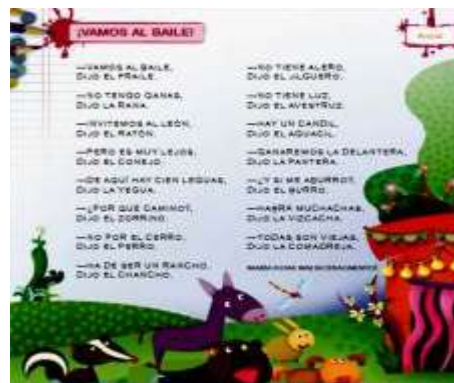 ¡VAMOS AL BAILE!
—VAMOS AL BAILE,
DIJO EL FRAILE.
—NO TENGO GANAS,
DIJO LA RANA.
—INVITEMOS AL LEÓN,
DIJO EL RATÓN.
—PERO ES MUY LEJOS,
DIJO EL CONEJO.
—DE AQUÍ HAY CIEN LEGUAS,
DIJO LA YEGUA.
—¿POR QUÉ CAMINO?,
DIJO EL ZORRINO.
—NO POR EL CERRO,
DIJO EL PERRO.
—HA DE SER UN RANCHO,
DIJO EL CHANCHO.
—NO TIENE ALERO,
DIJO EL JILGUERO.
—NO TIENE LUZ,
DIJO EL AVESTRUZ.
—HAY UN CANDIL,
DIJO EL AGUACIL.
—GANAREMOS LA DELANTERA,
DIJO LA PANTERA.
—¿Y SI ME ABURRO?,
DIJO EL BURRO.
—HABRÁ MUCHACHAS,
DIJO LA VIZCACHA.
—TODAS SON VIEJAS,
DIJO LA COMADREJA.